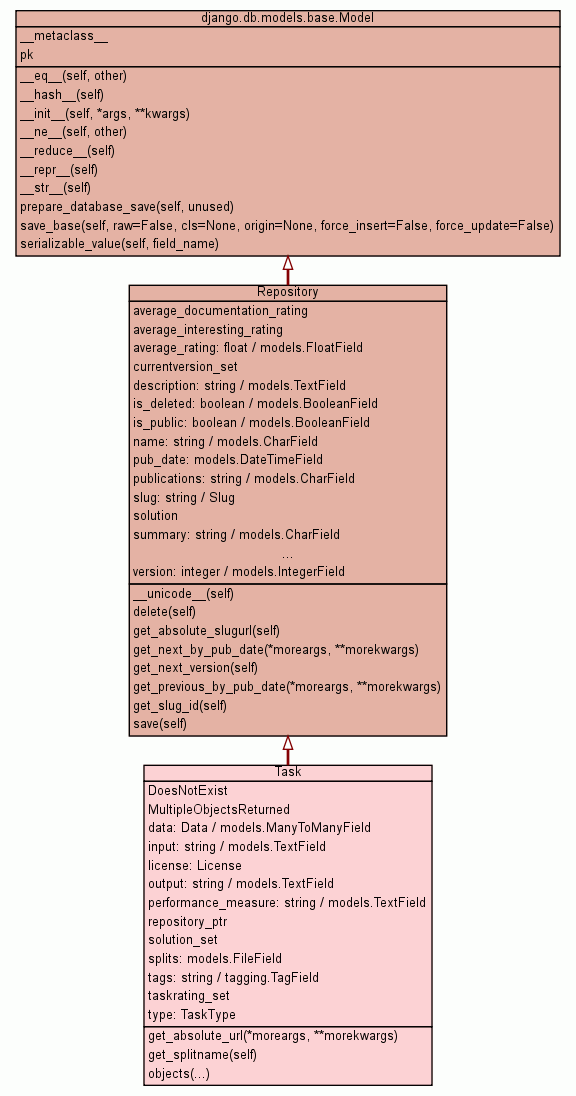 django.db.models.base.Model
__metaclass__
pk
__eq__(self, other)
__hash__(self)
__init__(self, *args, **kwargs)
__ne__(self, other)
__reduce__(self)
__repr__(self)
__str__(self)
prepare_database_save(self, unused)
save_base(self, raw=False, cls=None, origin=None, force_insert=False, force_update=False)
serializable_value(self, field_name)
Repository
average_documentation_rating
average_interesting_rating
average_rating: float / models.FloatField
currentversion_set
description: string / models.TextField
is_deleted: boolean / models.BooleanField
is_public: boolean / models.BooleanField
name: string / models.CharField
pub_date: models.DateTimeField
publications: string / models.CharField
slug: string / Slug
solution
summary: string / models.CharField
...
version: integer / models.IntegerField
__unicode__(self)
delete(self)
get_absolute_slugurl(self)
get_next_by_pub_date(*moreargs, **morekwargs)
get_next_version(self)
get_previous_by_pub_date(*moreargs, **morekwargs)
get_slug_id(self)
save(self)
Task
DoesNotExist
MultipleObjectsReturned
data: Data / models.ManyToManyField
input: string / models.TextField
license: License
output: string / models.TextField
performance_measure: string / models.TextField
repository_ptr
solution_set
splits: models.FileField
tags: string / tagging.TagField
taskrating_set
type: TaskType
get_absolute_url(*moreargs, **morekwargs)
get_splitname(self)
objects(...)